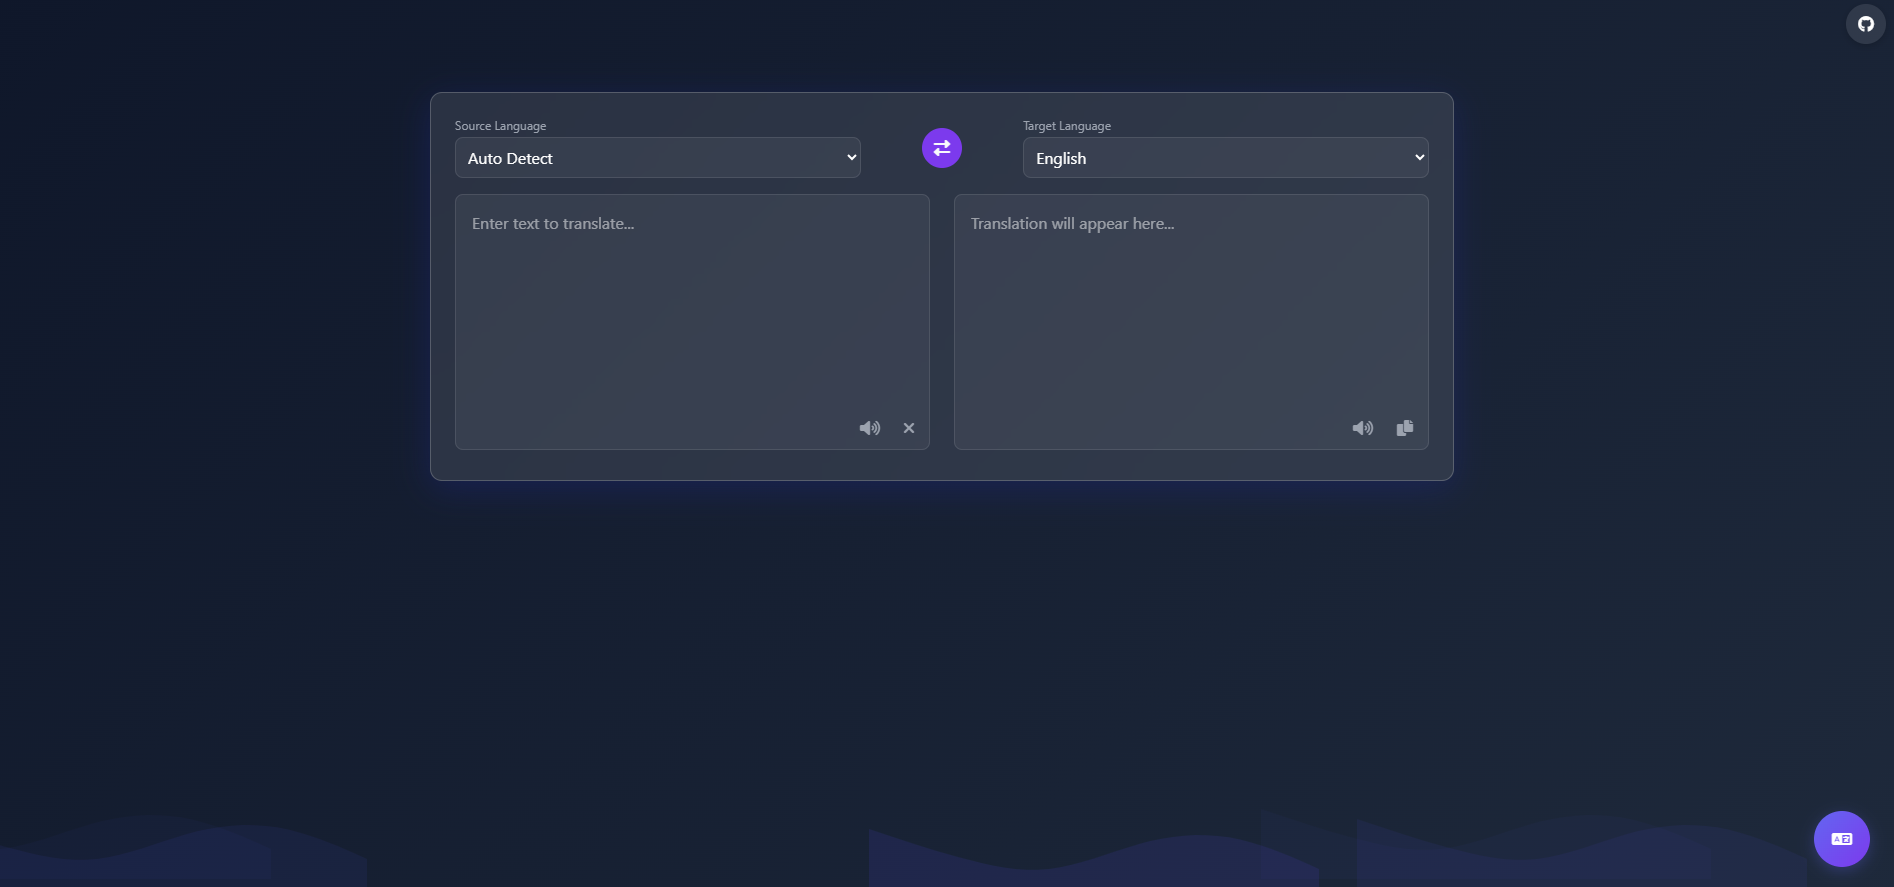 Source Language
Target Language
Auto Detect
English
Enter text to translate...
Translation will appear here...